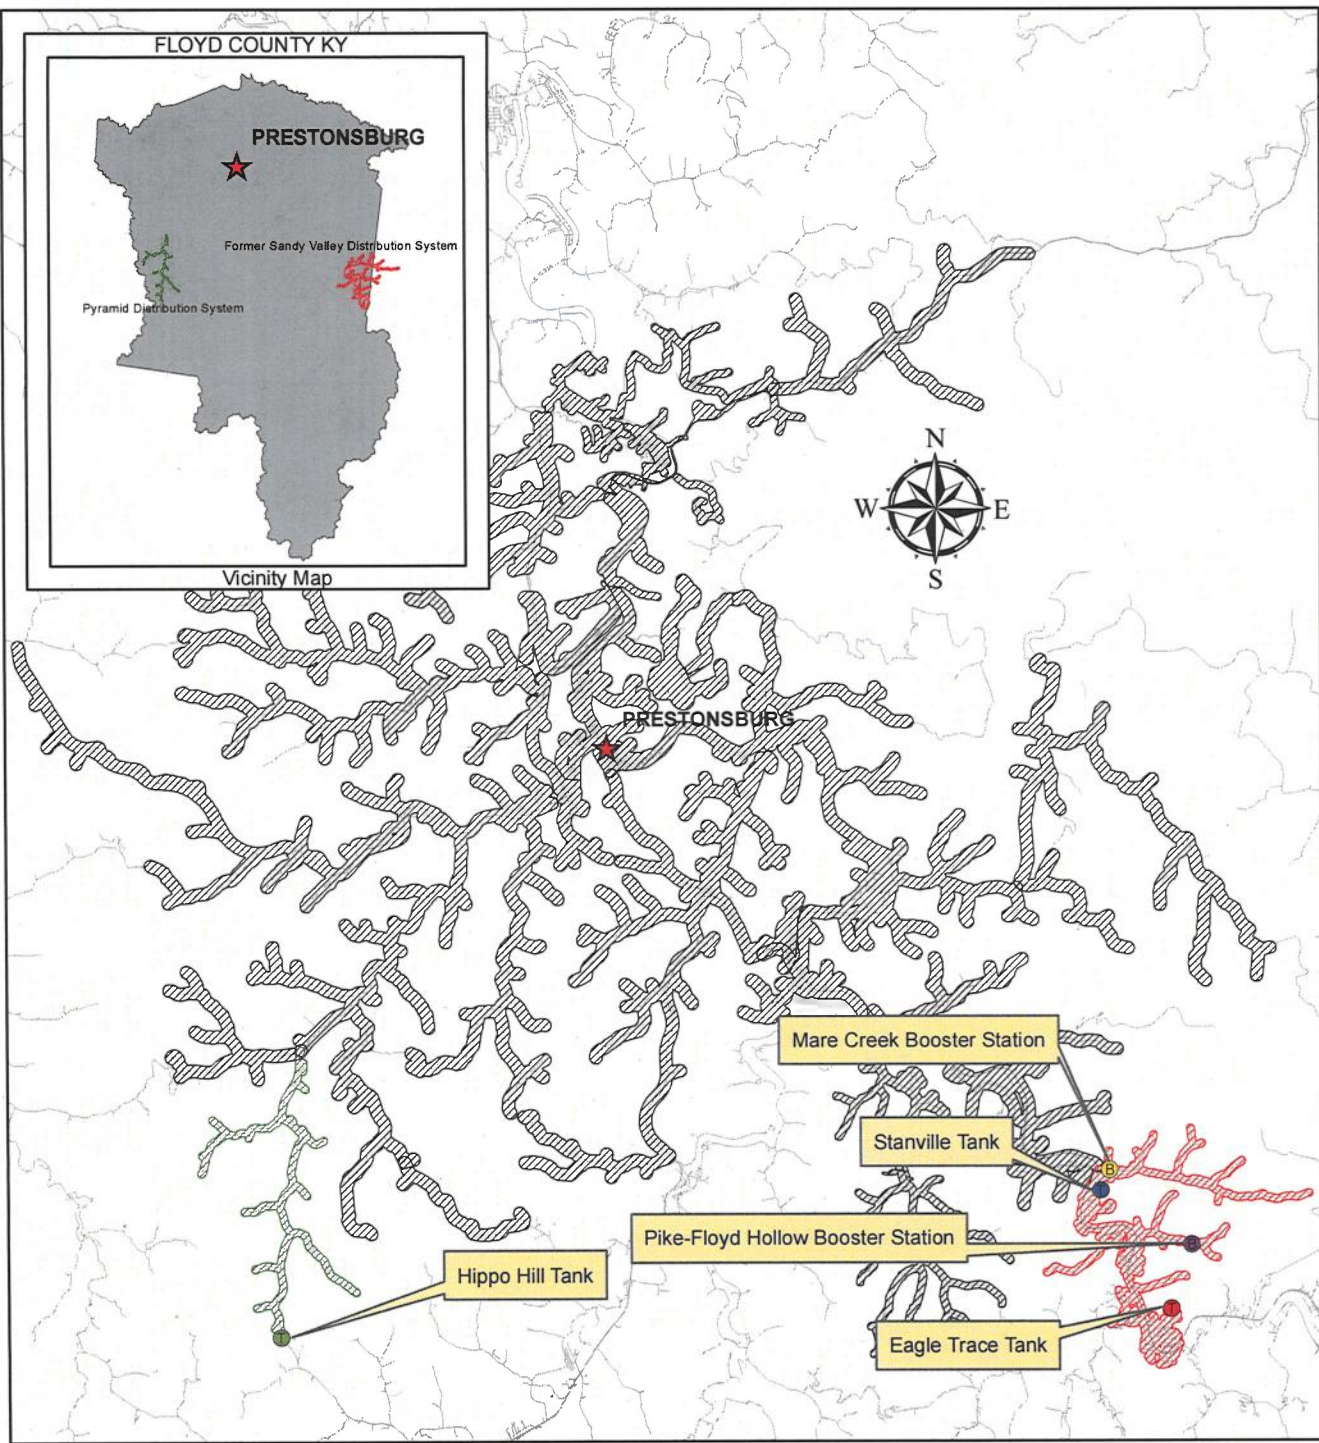 FLOYD COUNTY KY
PRESTONSBURG
Former Sandy Valley Distribution System
Pyramid Distribution System
Vicinity Map
N
W
E
S
PRESTONSBURG
Mare Creek Booster Station
Stanville Tank
B
T
Pike-Floyd Hollow Booster Station
B
Hippo Hill Tank
T
Eagle Trace Tank
T